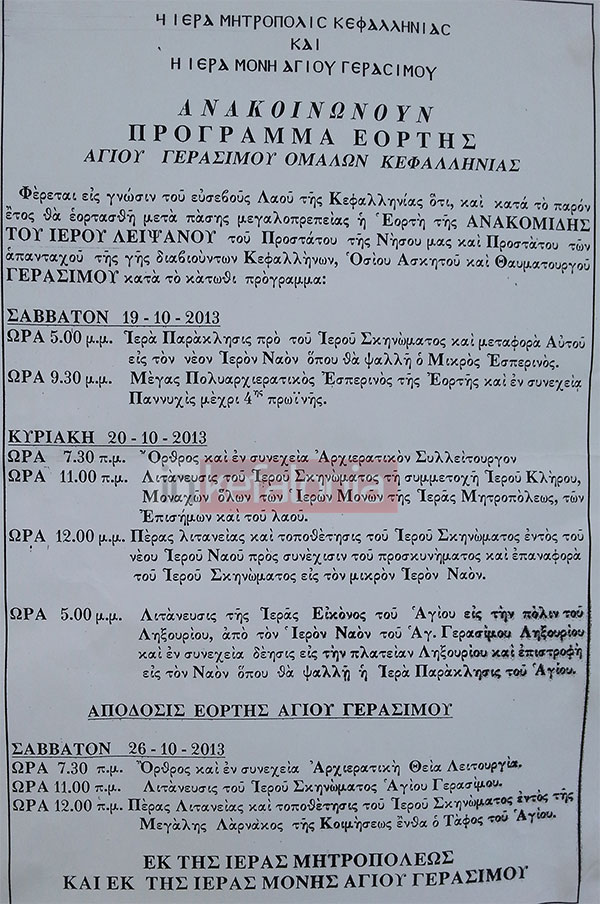 Η ΙΕΡΑ ΜΗΤΡΟΠΟΛΙϹ ΚΕΦΑΛΛΗΝΙΑϹ
ΚΑΙ
Η ΙΕΡΑ ΜΟΝΗ ΑΓΙΟΥ ΓΕΡΑϹΙΜΟΥ
ΑΝΑΚΟΙΝΩΝΟΥΝ
ΠΡΟΓΡΑΜΜΑ ΕΟΡΤΗΣ
ΑΓΙΟΥ ΓΕΡΑΣΙΜΟΥ ΟΜΑΛΩΝ ΚΕΦΑΛΛΗΝΙΑΣ
Φέρεται εἰς γνῶσιν τοῦ εὐσεβοῦς Λαοῦ τῆς Κεφαλληνίας ὅτι, καὶ κατὰ τὸ παρὸν
ἔτος θὰ ἑορτασθῆ μετὰ πάσης μεγαλοπρεπείας ἡ Ἑορτὴ τῆς ΑΝΑΚΟΜΙΔΗΣ
ΤΟΥ ΙΕΡΟΥ ΛΕΙΨΑΝΟΥ τοῦ Προστάτου τῆς Νήσου μας καὶ Προστάτου τῶν
ἁπανταχοῦ τῆς γῆς διαβιούντων Κεφαλλήνων, Ὁσίου Ἀσκητοῦ καὶ Θαυματουργοῦ
ΓΕΡΑΣΙΜΟΥ κατὰ τὸ κάτωθι πρόγραμμα:
ΣΑΒΒΑΤΟΝ 19 - 10 - 2013
ΩΡΑ 5.00 μ.μ. Ἱερὰ Παράκλησις πρὸ τοῦ Ἱεροῦ Σκηνώματος καὶ μεταφορὰ Αὐτοῦ
εἰς τὸν νέον Ἱερὸν Ναὸν ὅπου θὰ ψαλλῆ ὁ Μικρὸς Ἑσπερινός.
ΩΡΑ 9.30 μ.μ. Μέγας Πολυαρχιερατικὸς Ἑσπερινὸς τῆς Ἑορτῆς καὶ ἐν συνεχεία
Παννυχὶς μέχρι 4ης πρωϊνῆς.
ΚΥΡΙΑΚΗ 20 - 10 - 2013
ΩΡΑ 7.30 π.μ. Ὄρθρος καὶ ἐν συνεχεία Ἀρχιερατικὸν Συλλείτουργον
inkefalonia
ΩΡΑ 11.00 π.μ. Λιτάνευσις τοῦ Ἱεροῦ Σκηνώματος τῆ συμμετοχῆ Ἱεροῦ Κλήρου,
Μοναχῶν ὅλων τῶν Ἱερῶν Μονῶν τῆς Ἱερᾶς Μητροπόλεως, τῶν
Ἐπισήμων καὶ τοῦ λαοῦ.
ΩΡΑ 12.00 μ.μ. Πέρας λιτανείας καὶ τοποθέτησις τοῦ Ἱεροῦ Σκηνώματος ἐντὸς τοῦ
νέου Ἱεροῦ Ναοῦ πρὸς συνέχισιν τοῦ προσκυνήματος καὶ ἐπαναφορὰ
τοῦ Ἱεροῦ Σκηνώματος εἰς τὸν μικρὸν Ἱερὸν Ναόν.
ΩΡΑ 5.00 μ.μ. Λιτάνευσις τῆς Ἱερᾶς Εἰκόνος τοῦ Ἁγίου εἰς τὴν πόλιν τοῦ
Ληξουρίου, ἀπὸ τὸν Ἱερὸν Ναὸν τοῦ Ἁγ. Γερασίμου Ληξουρίου
καὶ ἐν συνεχεία δέησις εἰς τὴν πλατεῖαν Ληξουρίου καὶ ἐπιστροφὴ
εἰς τὸν Ναὸν ὅπου θὰ ψαλλῆ ἡ Ἱερὰ Παράκλησις τοῦ Ἁγίου.
ΑΠΟΔΟΣΙΣ ΕΟΡΤΗΣ ΑΓΙΟΥ ΓΕΡΑΣΙΜΟΥ
ΣΑΒΒΑΤΟΝ 26 - 10 - 2013
ΩΡΑ 7.30 π.μ. Ὄρθρος καὶ ἐν συνεχεία Ἀρχιερατικὴ Θεία Λειτουργία.
ΩΡΑ 11.00 π.μ. Λιτάνευσις τοῦ Ἱεροῦ Σκηνώματος Ἁγίου Γερασίμου.
ΩΡΑ 12.00 π.μ. Πέρας Λιτανείας καὶ τοποθέτησις τοῦ Ἱεροῦ Σκηνώματος ἐντὸς τῆς
Μεγάλης Λάρνακος τῆς Κοιμήσεως ἔνθα ὁ Τάφος τοῦ Ἁγίου.
ΕΚ ΤΗΣ ΙΕΡΑΣ ΜΗΤΡΟΠΟΛΕΩΣ
ΚΑΙ ΕΚ ΤΗΣ ΙΕΡΑΣ ΜΟΝΗΣ ΑΓΙΟΥ ΓΕΡΑΣΙΜΟΥ